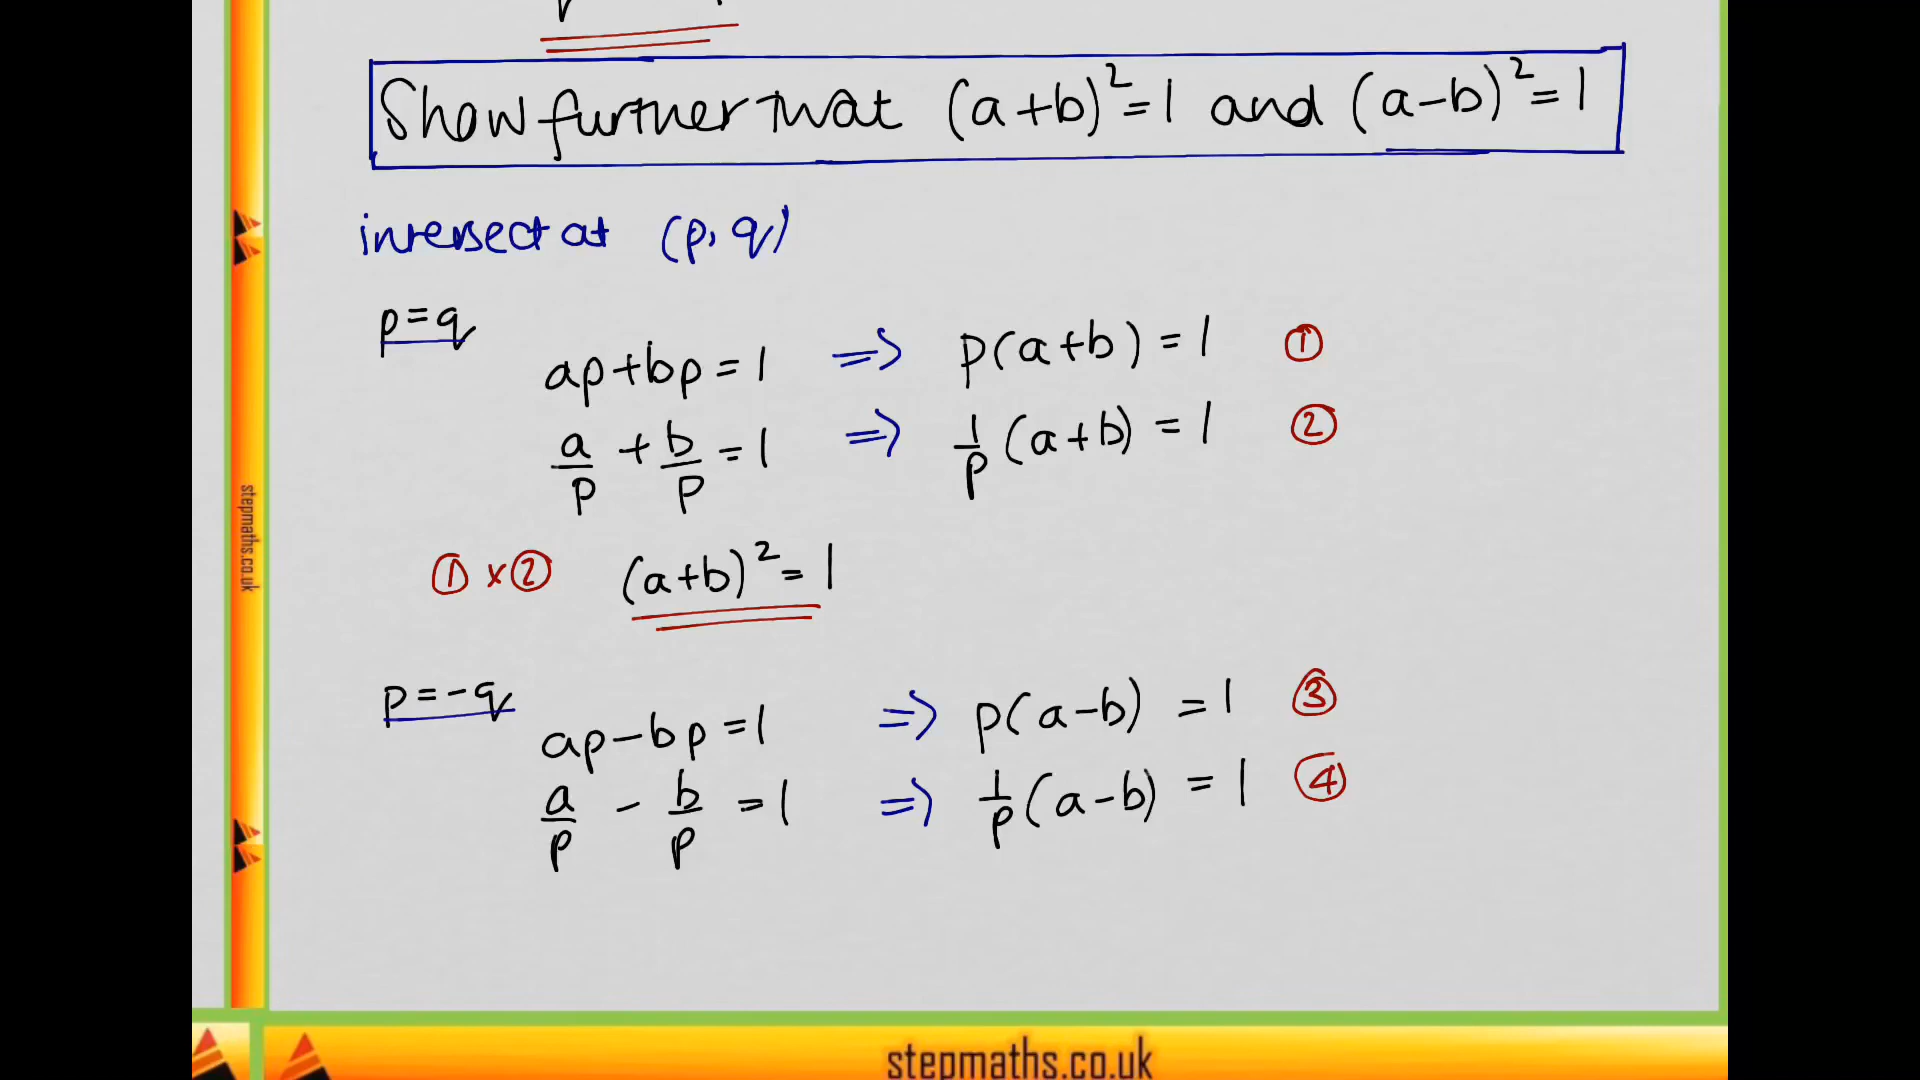 Show further that (a+b)²=1 and (a-b)²=1
intersect at (p, q)
p=q
ap+bp=1 => p(a+b)=1 ①
a/p + b/p = 1 => 1/p (a+b) = 1 ②
① x ② (a+b)²=1
p=-q
ap-bp=1 => p(a-b) = 1 ③
a/p - b/p = 1 => 1/p (a-b) = 1 ④
stepmaths.co.uk
stepmaths.co.uk